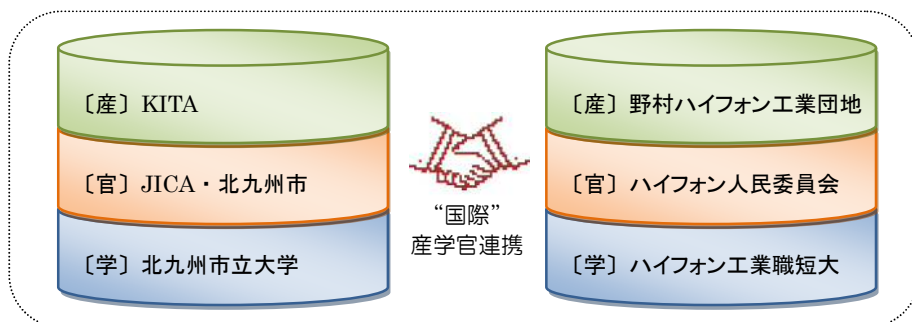 〔産〕KITA
〔官〕JICA・北九州市
〔学〕北九州市立大学
“国際”
産学官連携
〔産〕野村ハイフォン工業団地
〔官〕ハイフォン人民委員会
〔学〕ハイフォン工業職短大